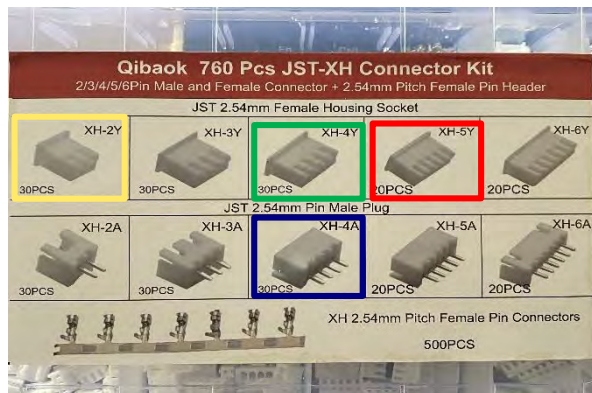 Qibaok 760 Pcs JST-XH Connector Kit
2/3/4/5/6Pin Male and Female Connector + 2.54mm Pitch Female Pin Header
JST 2.54mm Female Housing Socket
XH-2Y XH-3Y XH-4Y XH-5Y XH-6Y
30PCS 30PCS 30PCS 20PCS 20PCS
JST 2.54mm Pin Male Plug
XH-2A XH-3A XH-4A XH-5A XH-6A
30PCS 30PCS 30PCS 20PCS 20PCS
XH 2.54mm Pitch Female Pin Connectors
500PCS